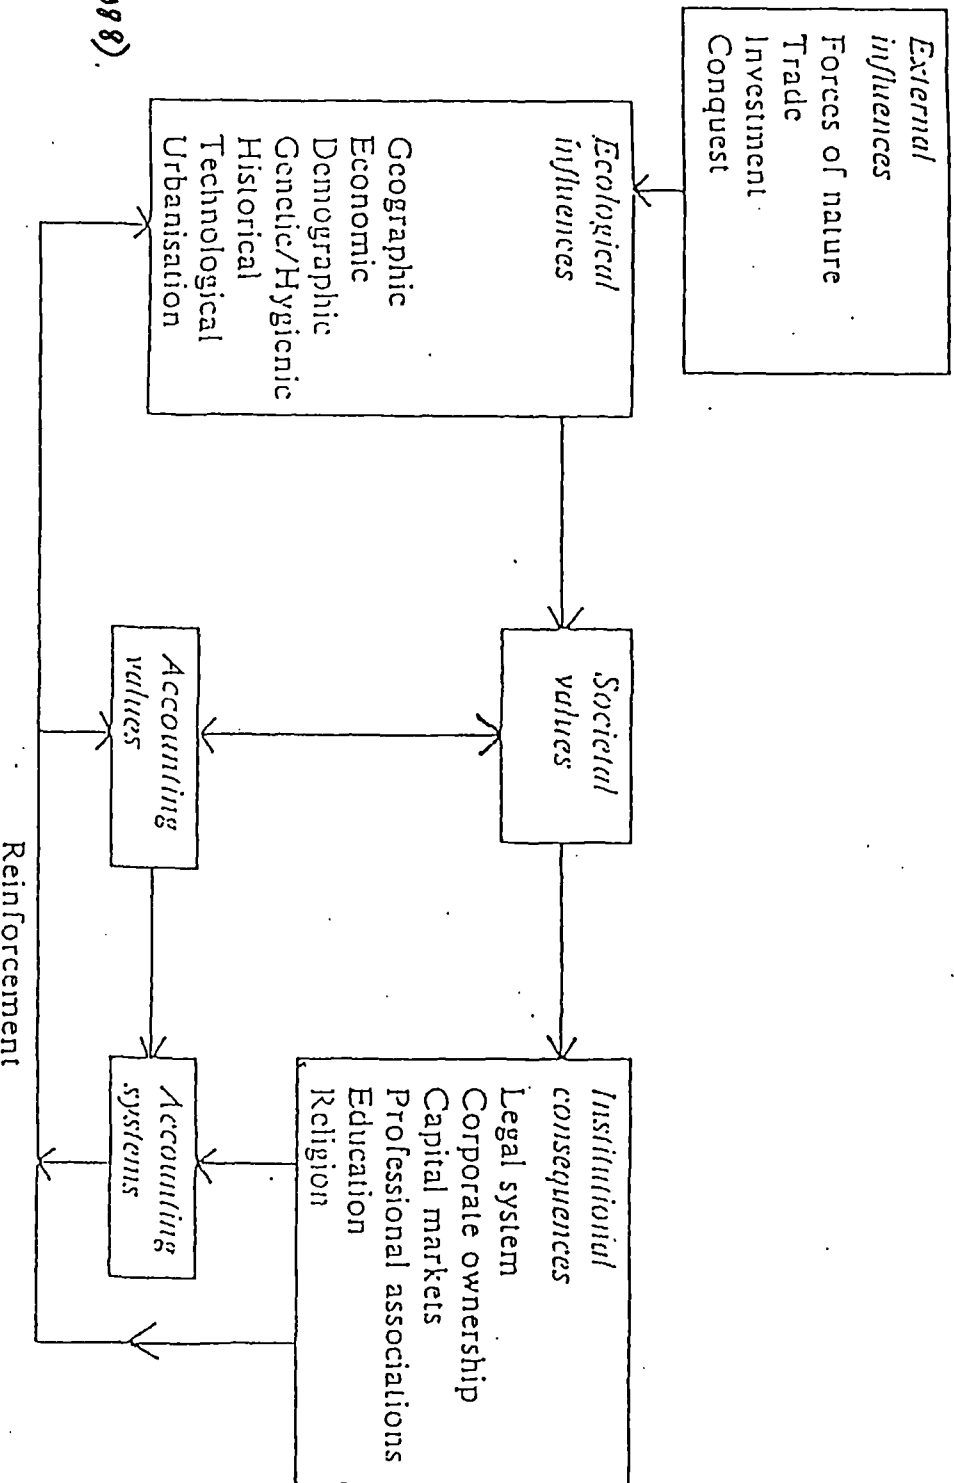 External
influences
Forces of nature
Trade
Investment
Conquest
Ecological
influences
Geographic
Economic
Demographic
Genetic/Hygienic
Historical
Technological
Urbanisation
Societal
values
Accounting
values
Institutional
consequences
Legal system
Corporate ownership
Capital markets
Professional associations
Education
Religion
Accounting
systems
Reinforcement